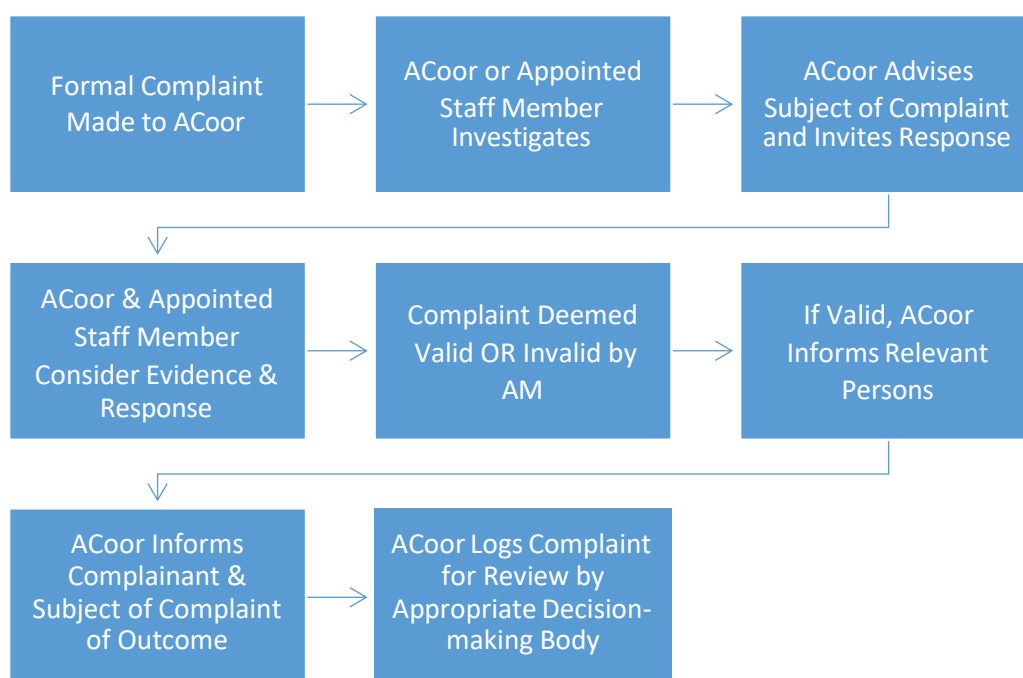 Formal Complaint
Made to ACoor
ACoor or Appointed
Staff Member
Investigates
ACoor Advises
Subject of Complaint
and Invites Response
ACoor & Appointed
Staff Member
Consider Evidence &
Response
Complaint Deemed
Valid OR Invalid by
AM
If Valid, ACoor
Informs Relevant
Persons
ACoor Informs
Complainant &
Subject of Complaint
of Outcome
ACoor Logs Complaint
for Review by
Appropriate Decision-
making Body